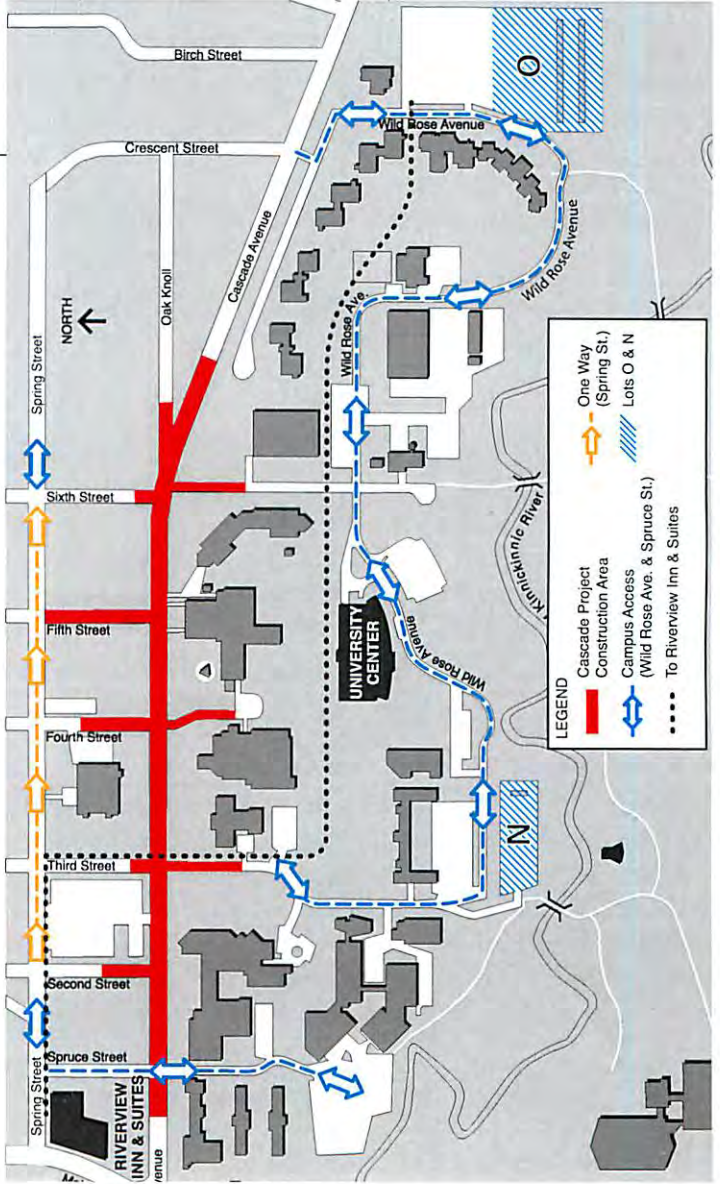 Birch Street
Crescent Street
Spring Street
NORTH
Oak Knoll
Cascade Avenue
Wild Rose Avenue
O
Wild Rose Avenue
Wild Rose Ave.
Sixth Street
Fifth Street
Fourth Street
Third Street
Second Street
Spring Street
Spruce Street
RIVERVIEW
INN & SUITES
UNIVERSITY
CENTER
Wild Rose Avenue
N
Kinnickinnic River
LEGEND
Cascade Project
Construction Area
Campus Access
(Wild Rose Ave. & Spruce St.)
To Riverview Inn & Suites
One Way
(Spring St.)
Lots O & N